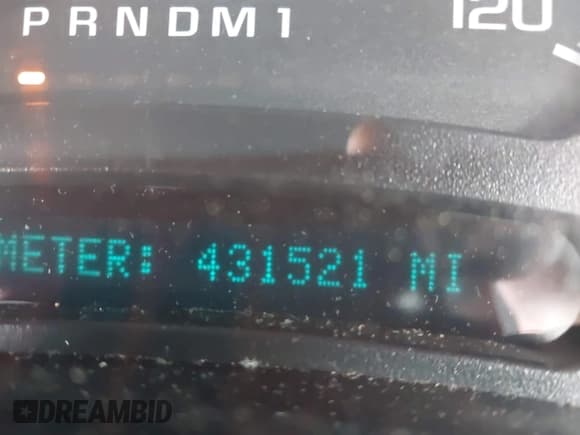 PRNDM1
120
METER: 431521 MI
DREAMBID